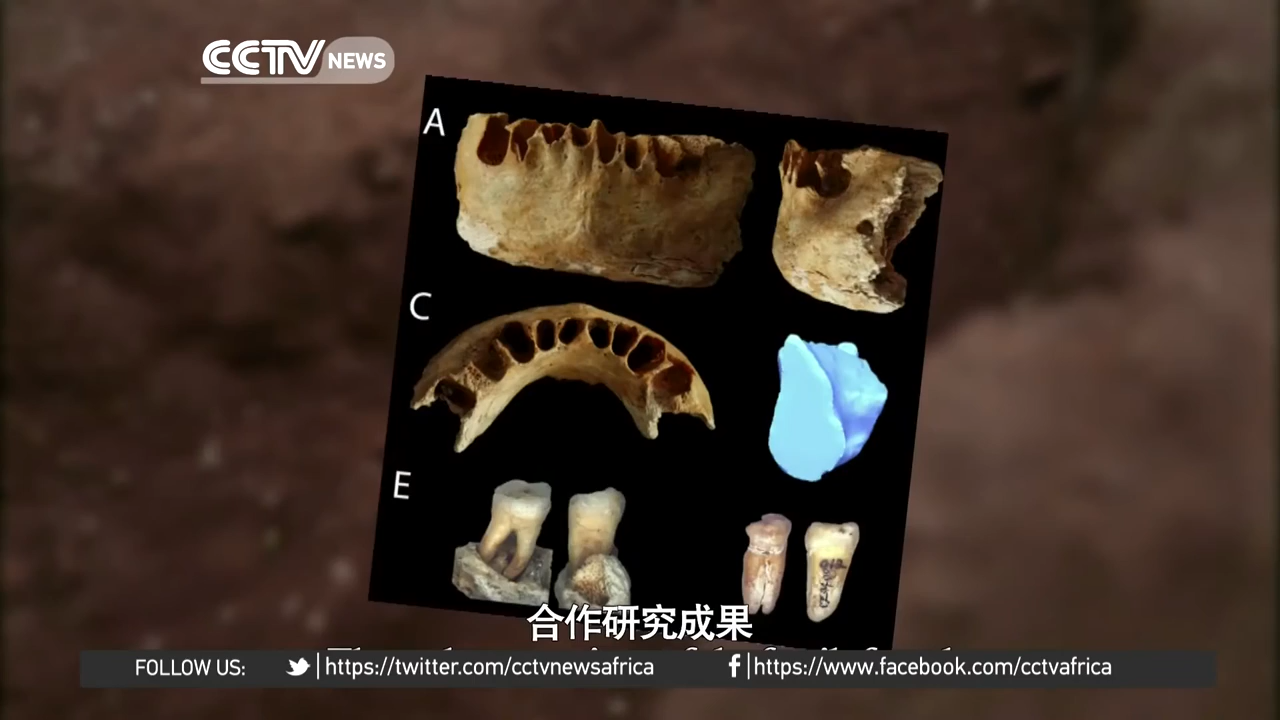 CCTV NEWS
A
C
E
合作研究成果
FOLLOW US: https://twitter.com/cctvnewsafrica https://www.facebook.com/cctvafrica